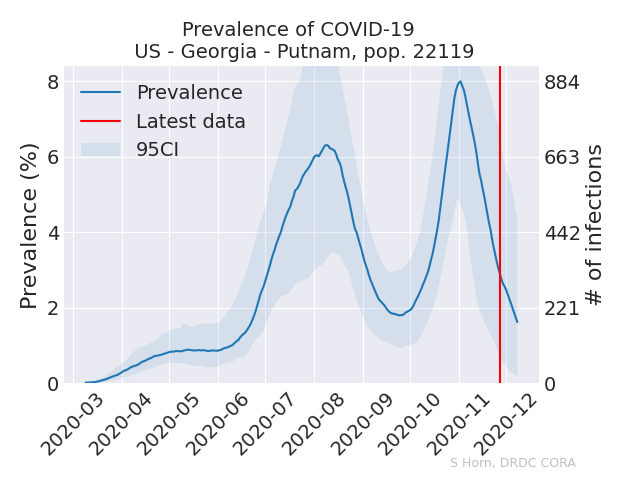 Prevalence of COVID-19
US - Georgia - Putnam, pop. 22119
Prevalence
Latest data
95CI
Prevalence (%)
8
6
4
2
0
884
663
442
221
0
# of infections
2020-03
2020-04
2020-05
2020-06
2020-07
2020-08
2020-09
2020-10
2020-11
2020-12
S Horn, DRDC CORA